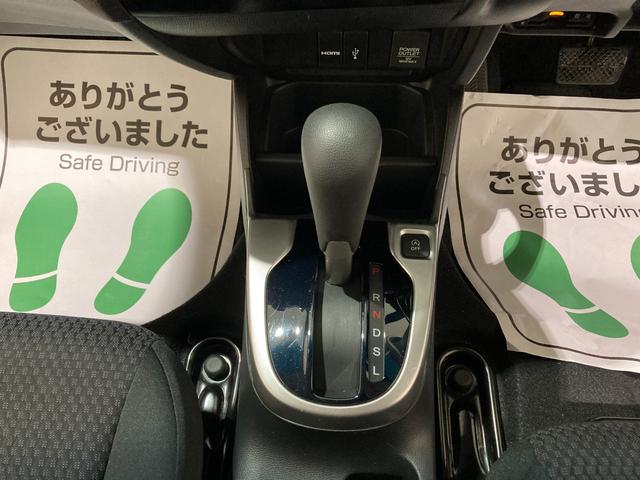 HDMI
POWER
OUTLET
ありがとう
ございました
Safe Driving
ありがとう
ございまし
Safe Drivin
A
OFF
P
R
N
D
S
L